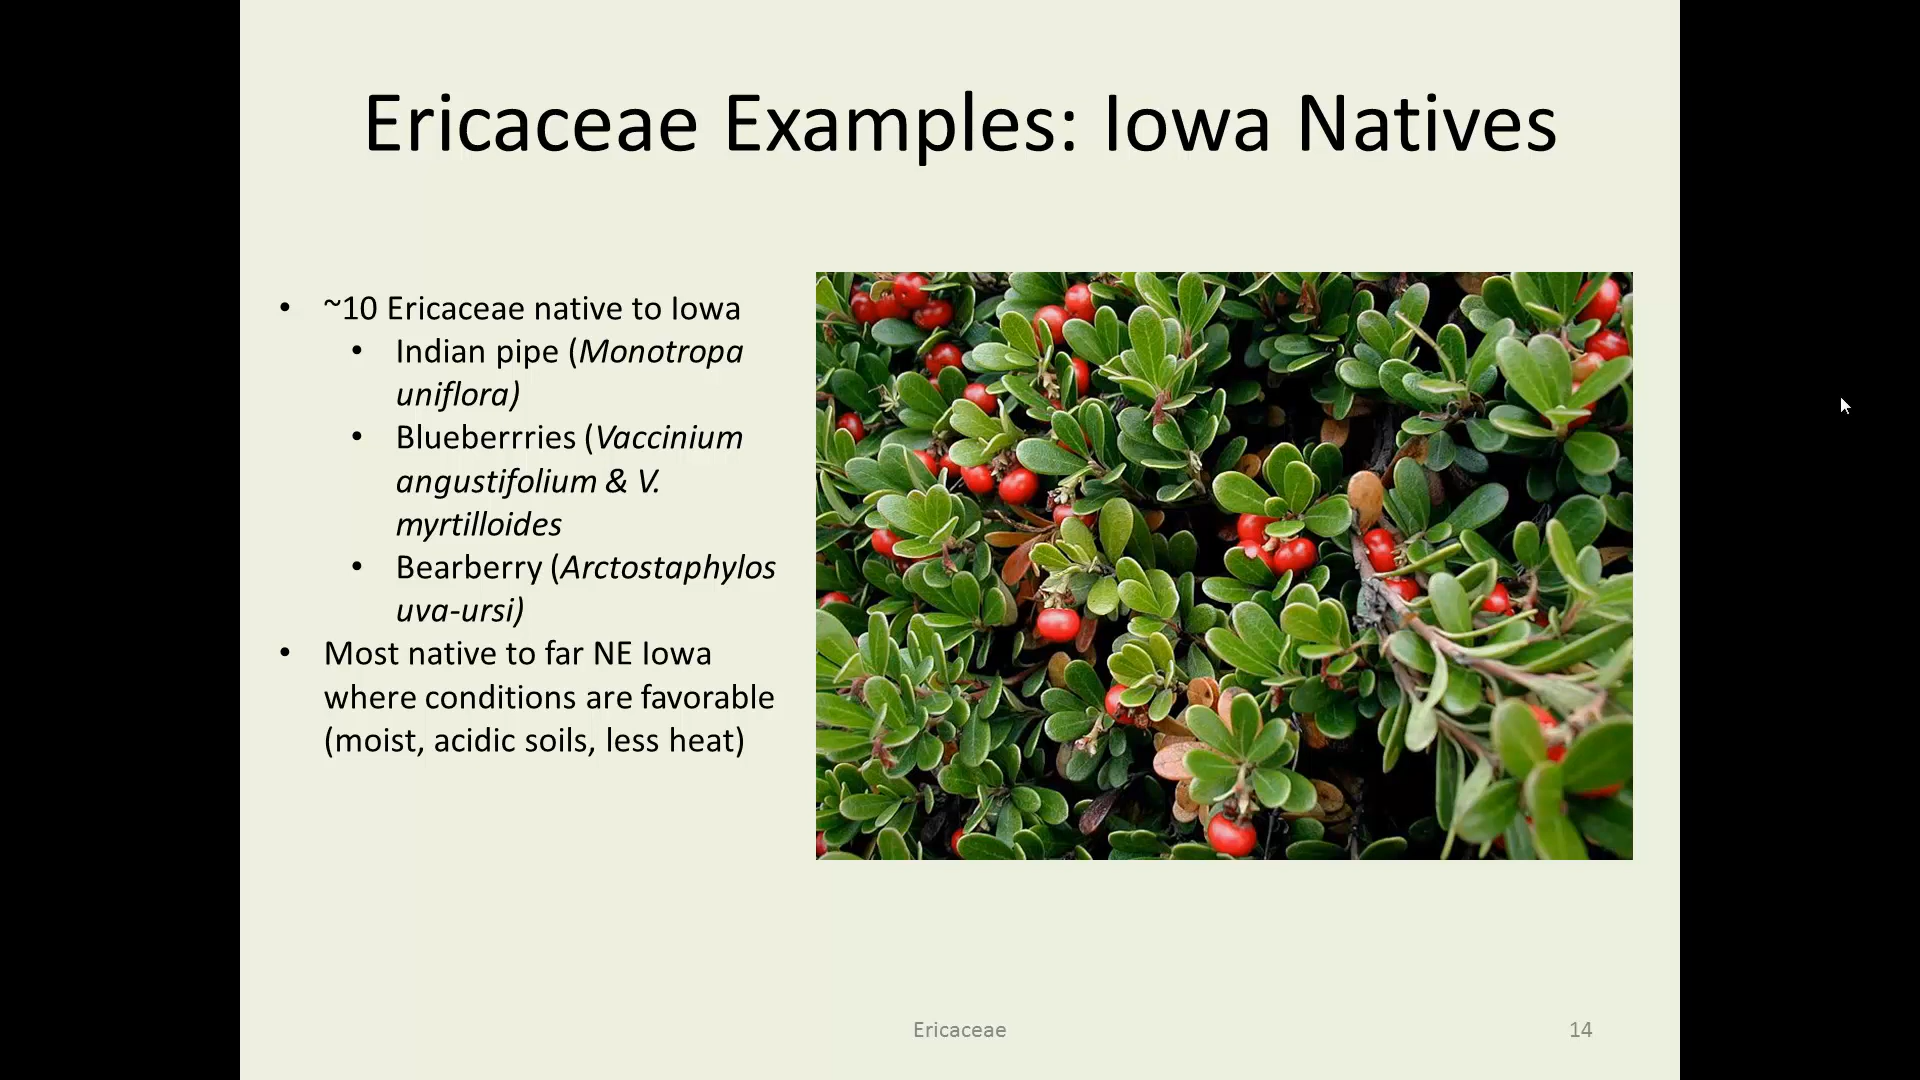 Ericaceae Examples: Iowa Natives
• ~10 Ericaceae native to Iowa
• Indian pipe (Monotropa
uniflora)
• Blueberrries (Vaccinium
angustifolium & V.
myrtilloides
• Bearberry (Arctostaphylos
uva-ursi)
• Most native to far NE Iowa
where conditions are favorable
(moist, acidic soils, less heat)
Ericaceae
14